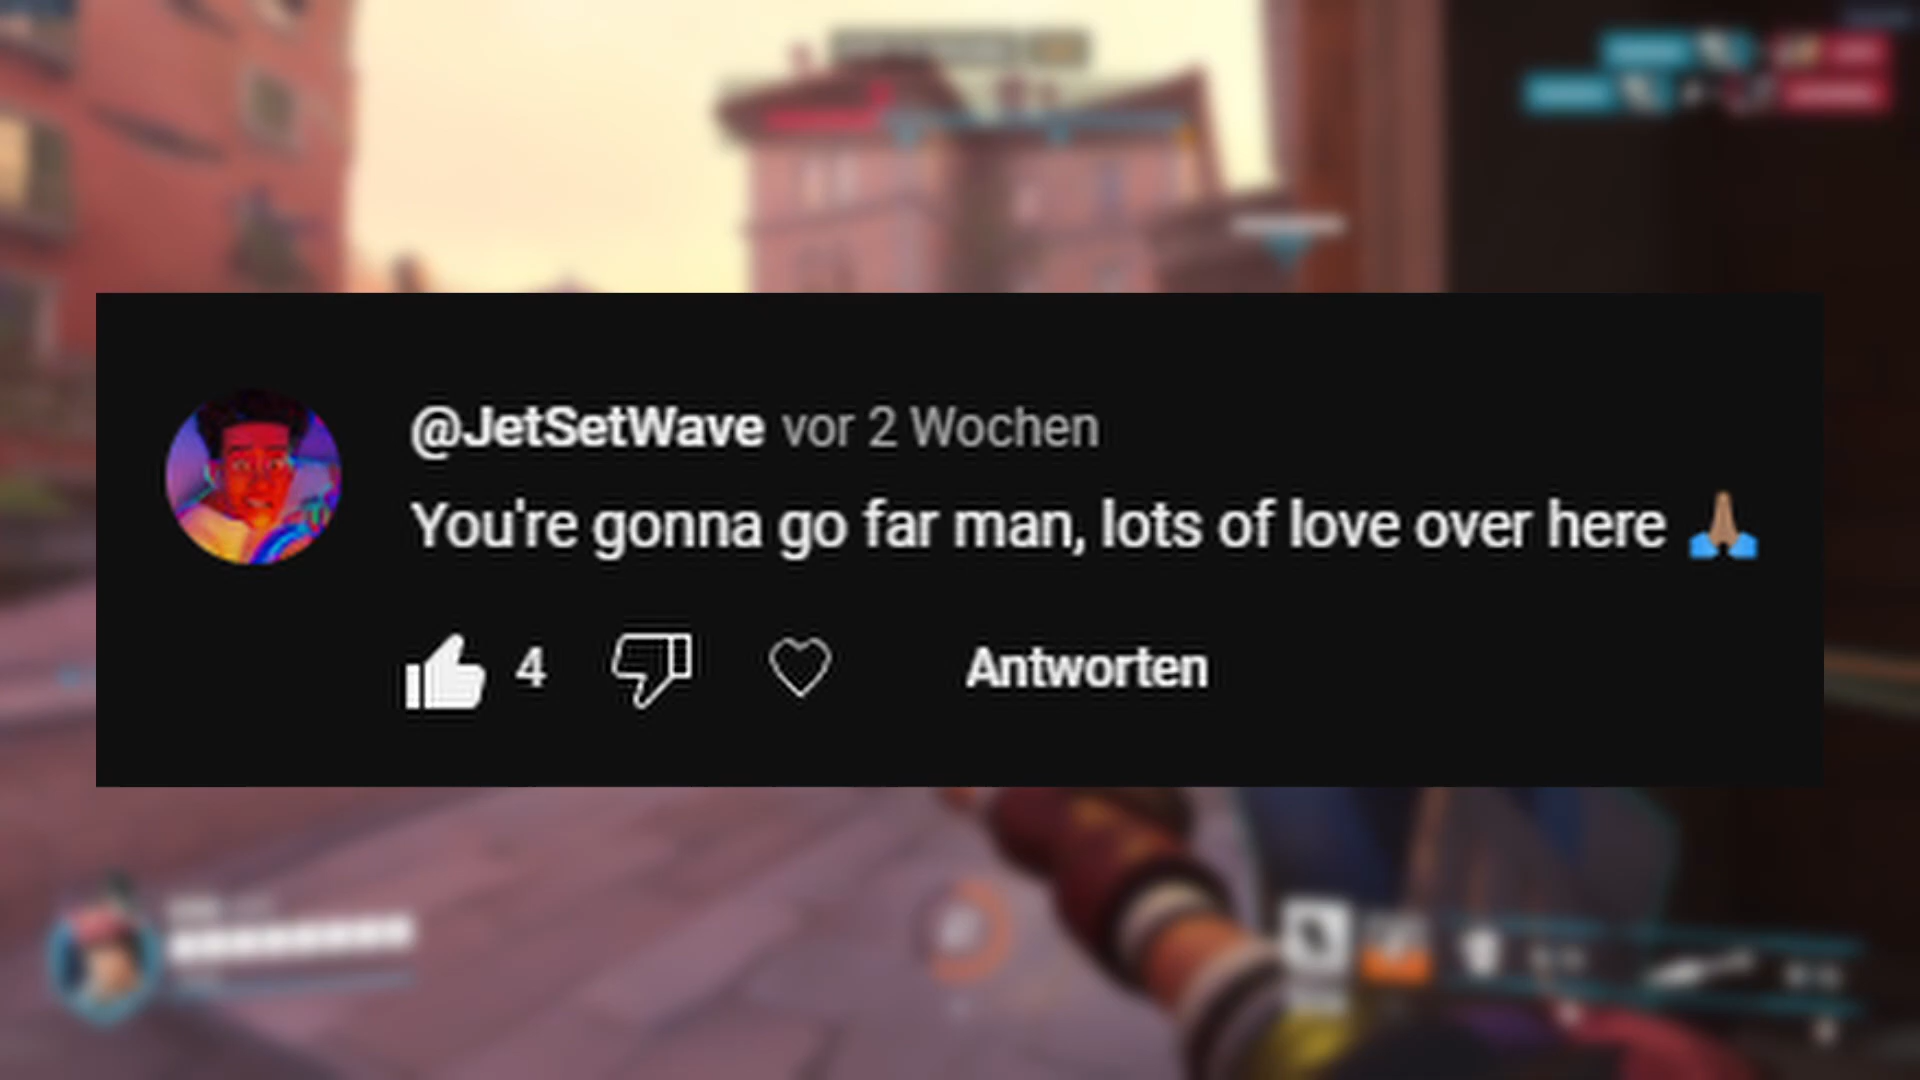 @JetSetWave vor 2 Wochen
You're gonna go far man, lots of love over here 🙏🏽
4 Antworten